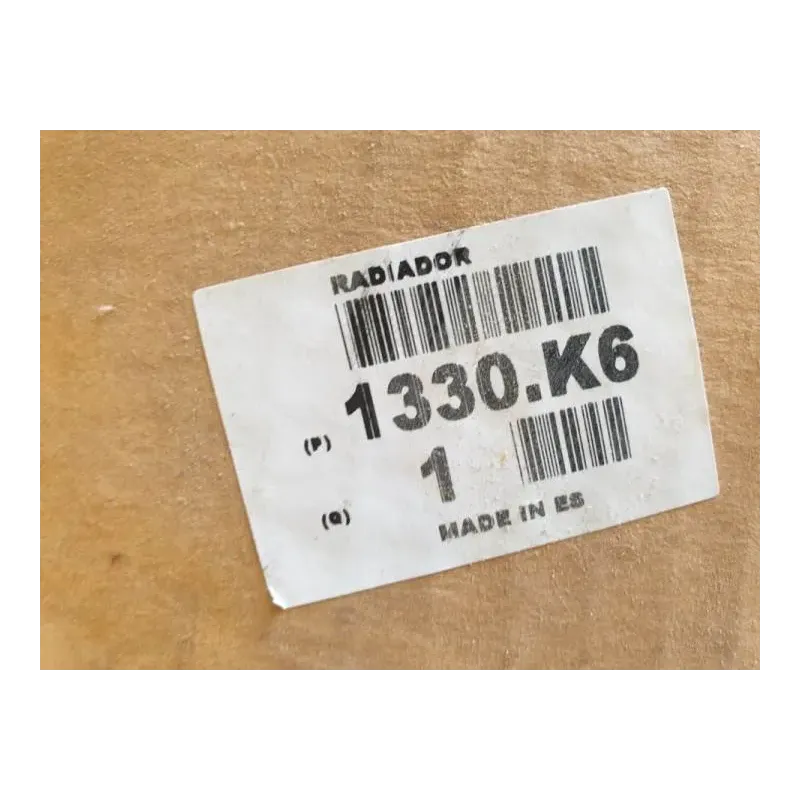 RADIADOR
(P) 1330.K6
(Q) 1
MADE IN ES